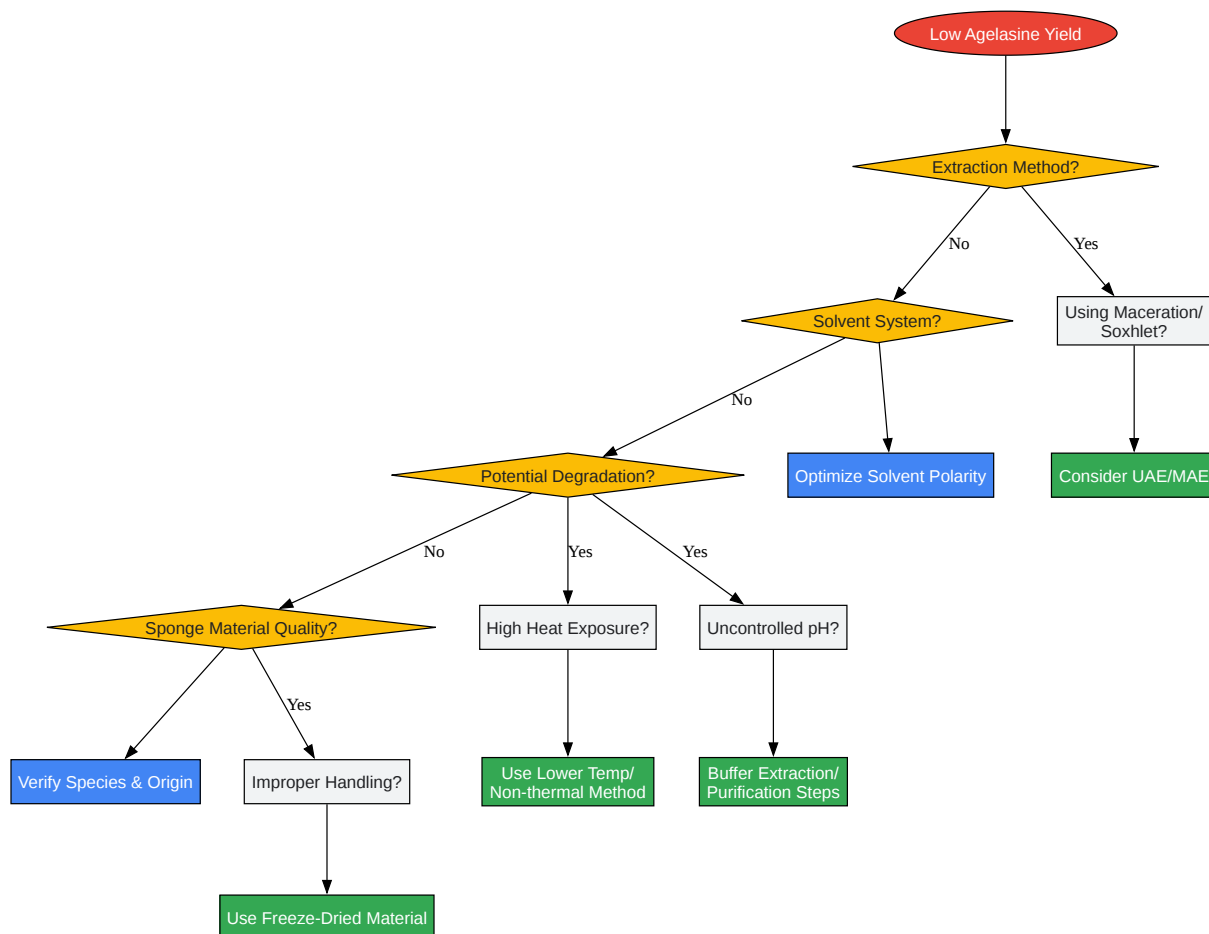 Low Agelasine Yield
Extraction Method?
No
Yes
Solvent System?
Using Maceration/
Soxhlet?
No
Potential Degradation?
Optimize Solvent Polarity
Consider UAE/MAE
No
Yes
Yes
Sponge Material Quality?
High Heat Exposure?
Uncontrolled pH?
Yes
Verify Species & Origin
Improper Handling?
Use Lower Temp/
Non-thermal Method
Buffer Extraction/
Purification Steps
Use Freeze-Dried Material